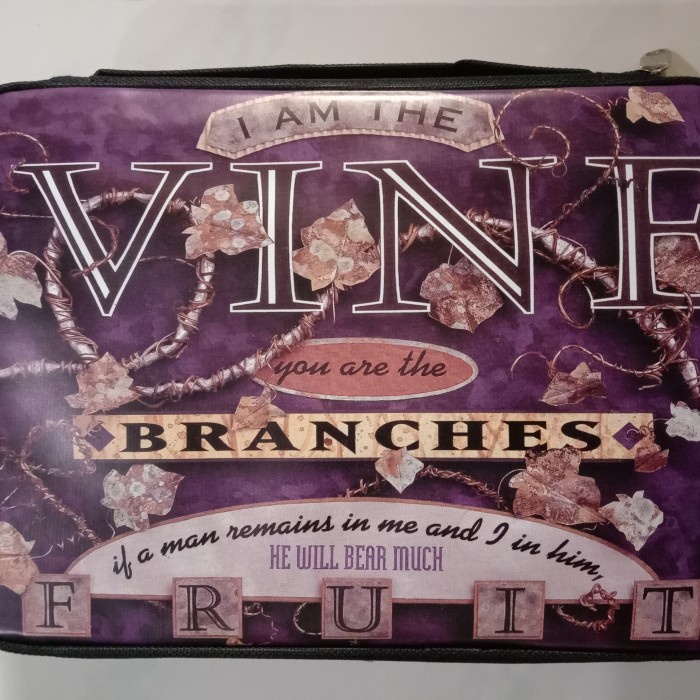 I AM THE
VINE
you are the
BRANCHES
if a man remains in me and I in him,
HE WILL BEAR MUCH
FRUIT